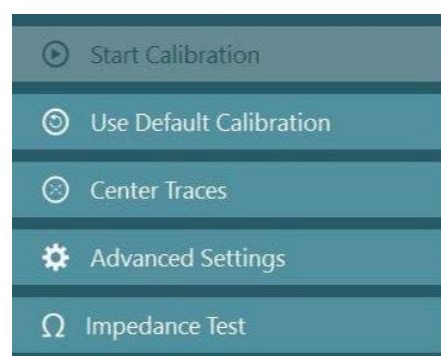 Start Calibration
Use Default Calibration
Center Traces
Advanced Settings
Ω Impedance Test